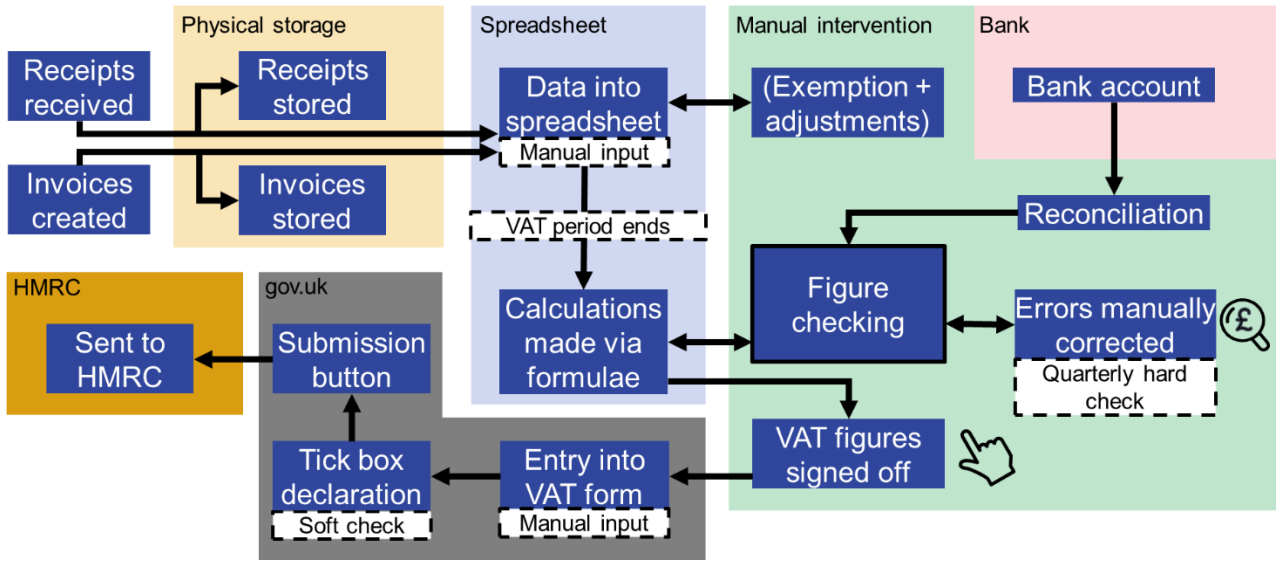 Physical storage
Spreadsheet
Manual intervention
Bank
Receipts
received
Receipts
stored
Data into
spreadsheet
Manual input
(Exemption +
adjustments)
Bank account
Invoices
created
Invoices
stored
Reconciliation
VAT period ends
HMRC
gov.uk
Sent to
HMRC
Submission
button
Calculations
made via
formulae
Figure
checking
Errors manually
corrected
Quarterly hard
check
£
Tick box
declaration
Soft check
Entry into
VAT form
Manual input
VAT figures
signed off